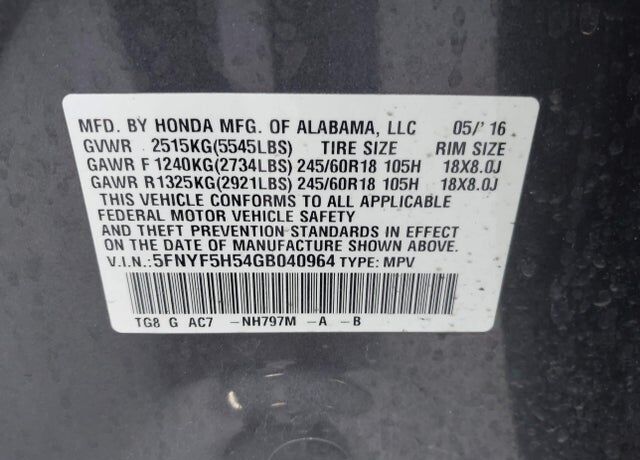 MFD. BY HONDA MFG. OF ALABAMA, LLC 05/' 16
GVWR 2515KG(5545LBS) TIRE SIZE RIM SIZE
GAWR F 1240KG(2734LBS) 245/60R18 105H 18X8.0J
GAWR R1325KG(2921LBS) 245/60R18 105H 18X8.0J
THIS VEHICLE CONFORMS TO ALL APPLICABLE
FEDERAL MOTOR VEHICLE SAFETY
AND THEFT PREVENTION STANDARDS IN EFFECT
ON THE DATE OF MANUFACTURE SHOWN ABOVE.
V.I.N.:5FNYF5H54GB040964 TYPE: MPV
TG8 G AC7 -NH797M -A -B